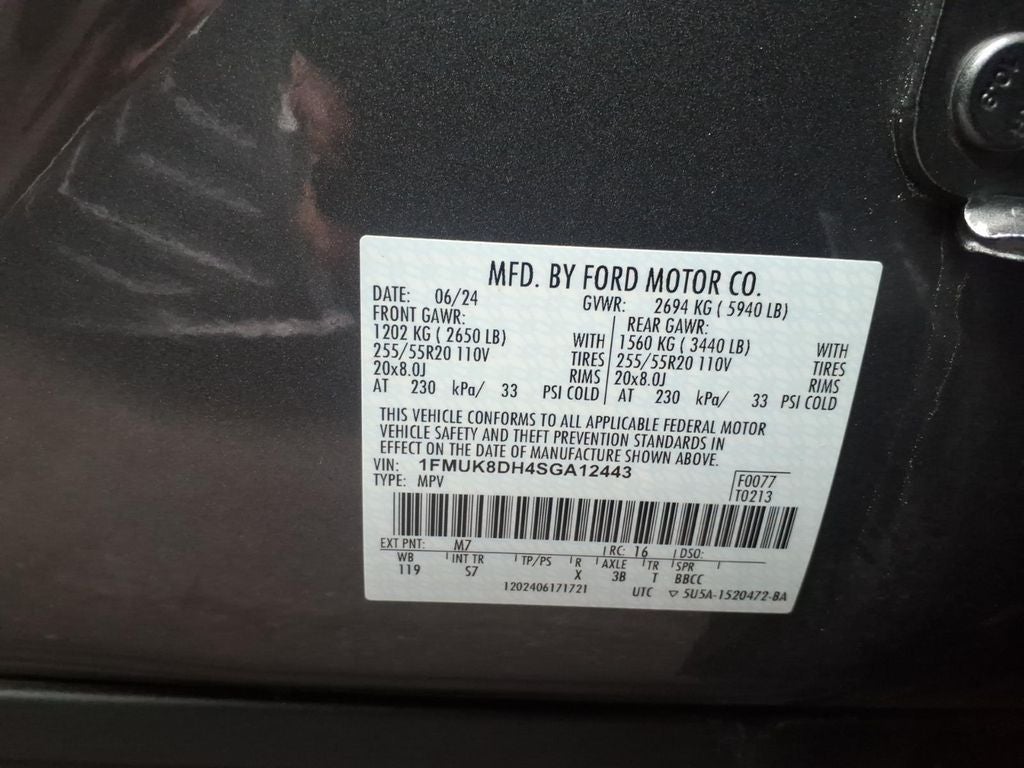 10.9
MFD. BY FORD MOTOR CO.
DATE: 06/24 GVWR: 2694 KG ( 5940 LB)
FRONT GAWR: REAR GAWR:
1202 KG ( 2650 LB) WITH 1560 KG ( 3440 LB) WITH
255/55R20 110V TIRES 255/55R20 110V TIRES
20x8.0J RIMS 20x8.0J RIMS
AT 230 kPa/ 33 PSI COLD AT 230 kPa/ 33 PSI COLD
THIS VEHICLE CONFORMS TO ALL APPLICABLE FEDERAL MOTOR
VEHICLE SAFETY AND THEFT PREVENTION STANDARDS IN
EFFECT ON THE DATE OF MANUFACTURE SHOWN ABOVE.
VIN: 1FMUK8DH4SGA12443
TYPE: MPV
F0077
T0213
EXT PNT: M7 RC: 16 DSO:
WB INT TR TP/PS R AXLE TR SPR
119 S7 X 3B T BBCC
1202406171721 UTC ▽ 5U5A-1520472-BA